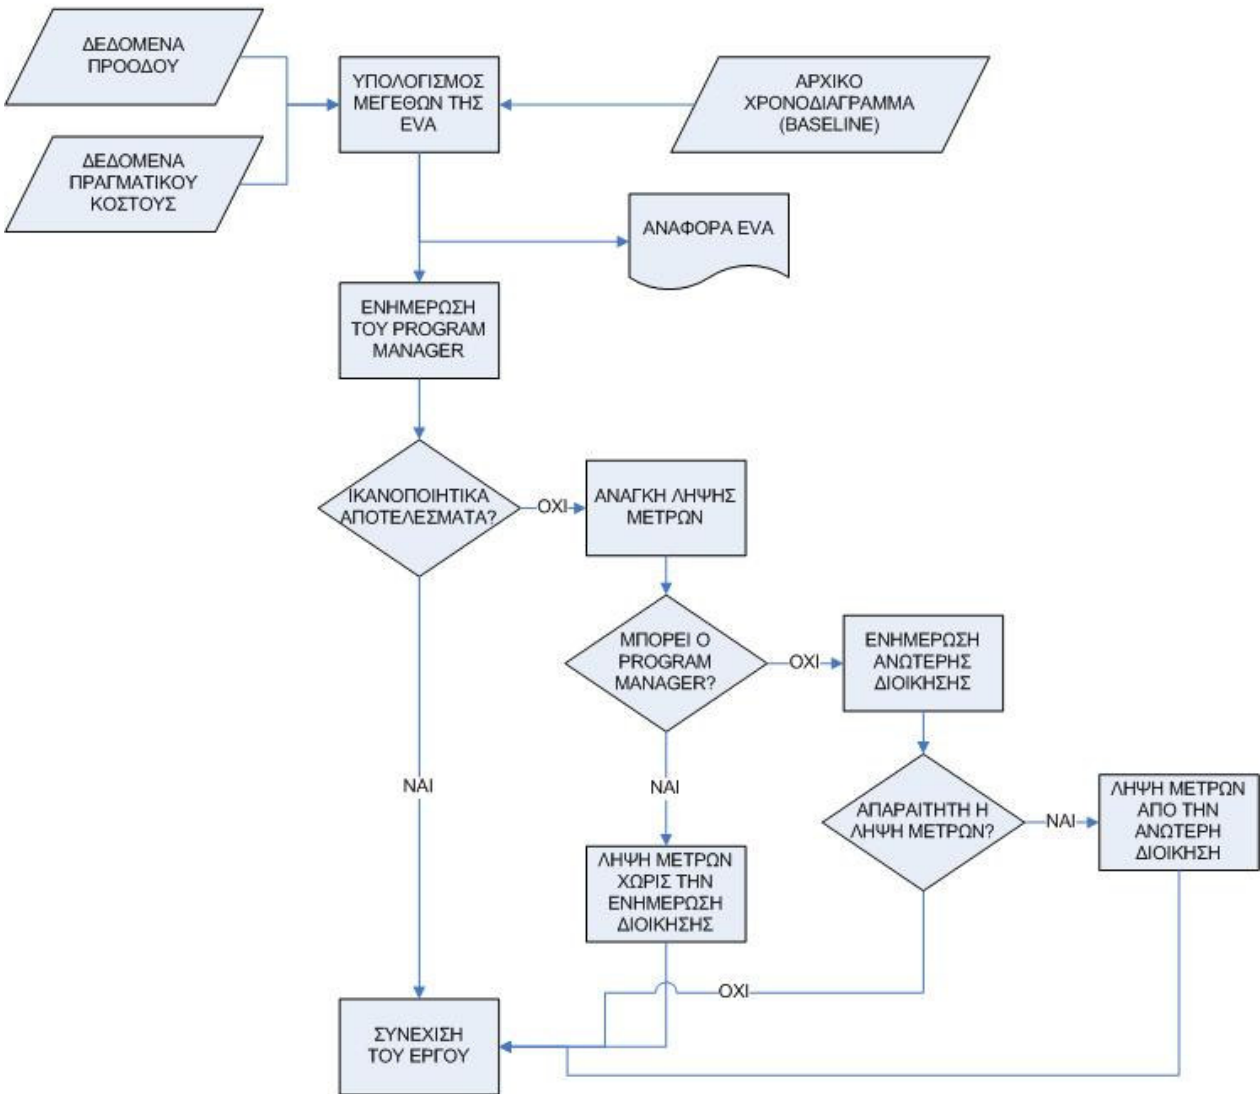 ΔΕΔΟΜΕΝΑ
ΠΡΟΟΔΟΥ
ΥΠΟΛΟΓΙΣΜΟΣ
ΜΕΓΕΘΩΝ ΤΗΣ
EVA
ΑΡΧΙΚΟ
ΧΡΟΝΟΔΙΑΓΡΑΜΜΑ
(BASELINE)
ΔΕΔΟΜΕΝΑ
ΠΡΑΓΜΑΤΙΚΟΥ
ΚΟΣΤΟΥΣ
ΑΝΑΦΟΡΑ EVA
ΕΝΗΜΕΡΩΣΗ
ΤΟΥ PROGRAM
MANAGER
ΙΚΑΝΟΠΟΙΗΤΙΚΑ
ΑΠΟΤΕΛΕΣΜΑΤΑ?
ΟΧΙ
ΑΝΑΓΚΗ ΛΗΨΗΣ
ΜΕΤΡΩΝ
ΜΠΟΡΕΙ Ο
PROGRAM
MANAGER?
ΟΧΙ
ΕΝΗΜΕΡΩΣΗ
ΑΝΩΤΕΡΗΣ
ΔΙΟΙΚΗΣΗΣ
ΝΑΙ
ΝΑΙ
ΑΠΑΡΑΙΤΗΤΗ Η
ΛΗΨΗ ΜΕΤΡΩΝ?
ΝΑΙ
ΛΗΨΗ ΜΕΤΡΩΝ
ΑΠΟ ΤΗΝ
ΑΝΩΤΕΡΗ
ΔΙΟΙΚΗΣΗ
ΛΗΨΗ ΜΕΤΡΩΝ
ΧΩΡΙΣ ΤΗΝ
ΕΝΗΜΕΡΩΣΗ
ΔΙΟΙΚΗΣΗΣ
ΟΧΙ
ΣΥΝΕΧΙΣΗ
ΤΟΥ ΕΡΓΟΥ